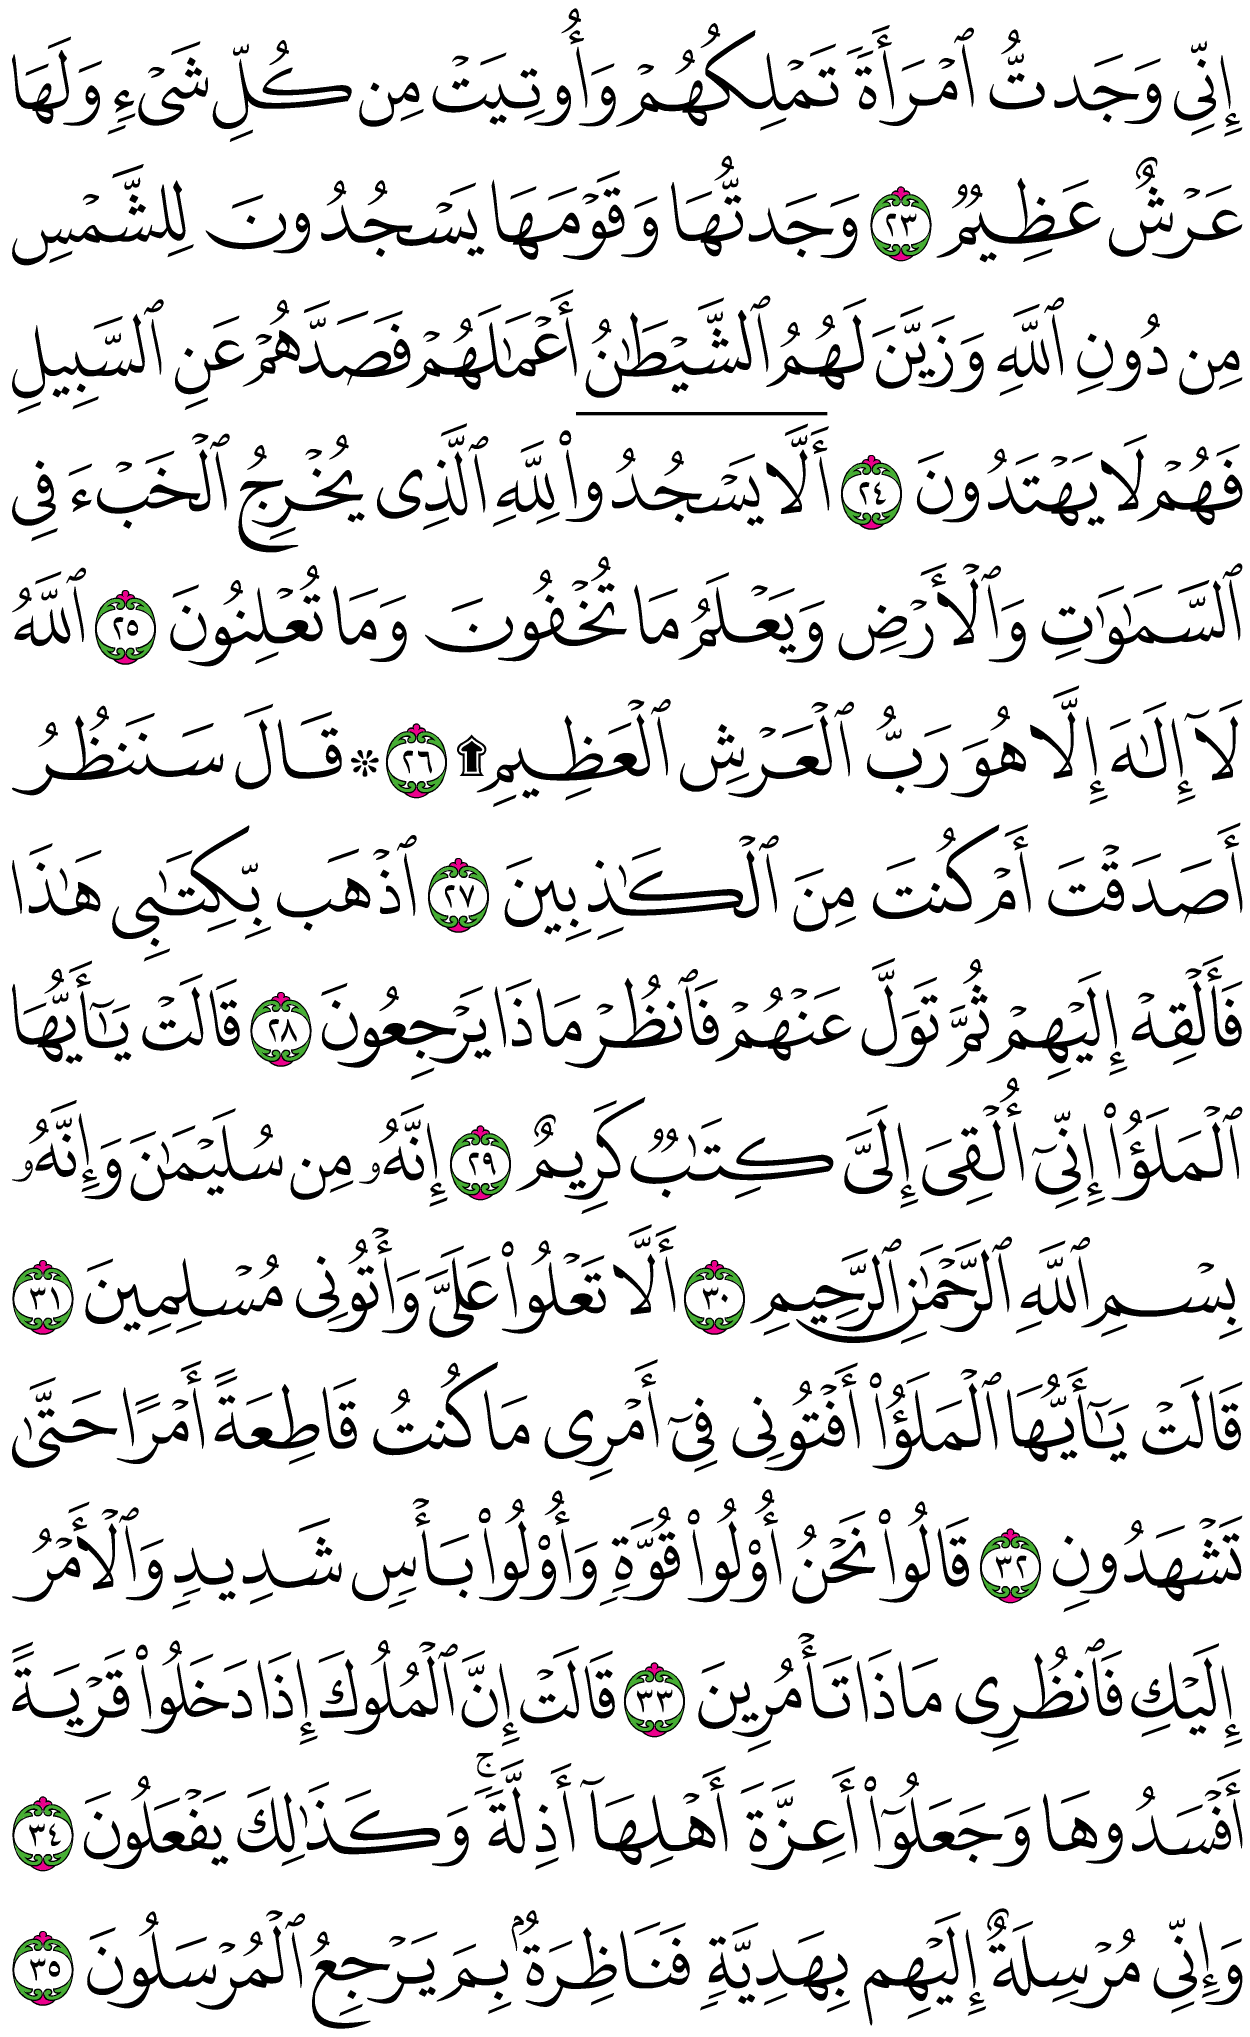 إِنِّي وَجَدتُّ ٱمۡرَأَةٗ تَمۡلِكُهُمۡ وَأُوتِيَتۡ مِن كُلِّ شَيۡءٖ وَلَهَا
عَرۡشٌ عَظِيمٞ ٢٣ وَجَدتُّهَا وَقَوۡمَهَا يَسۡجُدُونَ لِلشَّمۡسِ
مِن دُونِ ٱللَّهِ وَزَيَّنَ لَهُمُ ٱلشَّيۡطَٰنُ أَعۡمَٰلَهُمۡ فَصَدَّهُمۡ عَنِ ٱلسَّبِيلِ
فَهُمۡ لَا يَهۡتَدُونَ ٢٤ أَلَّا يَسۡجُدُواْ لِلَّهِ ٱلَّذِي يُخۡرِجُ ٱلۡخَبۡءَ فِي
ٱلسَّمَٰوَٰتِ وَٱلۡأَرۡضِ وَيَعۡلَمُ مَا تُخۡفُونَ وَمَا تُعۡلِنُونَ ٢٥ ٱللَّهُ
لَآ إِلَٰهَ إِلَّا هُوَ رَبُّ ٱلۡعَرۡشِ ٱلۡعَظِيمِ۩ ٢٦ ۞ قَالَ سَنَنظُرُ
أَصَدَقۡتَ أَمۡ كُنتَ مِنَ ٱلۡكَٰذِبِينَ ٢٧ ٱذۡهَب بِّكِتَٰبِي هَٰذَا
فَأَلۡقِهۡ إِلَيۡهِمۡ ثُمَّ تَوَلَّ عَنۡهُمۡ فَٱنظُرۡ مَاذَا يَرۡجِعُونَ ٢٨ قَالَتۡ يَٰٓأَيُّهَا
ٱلۡمَلَؤُاْ إِنِّيٓ أُلۡقِيَ إِلَيَّ كِتَٰبٞ كَرِيمٌ ٢٩ إِنَّهُۥ مِن سُلَيۡمَٰنَ وَإِنَّهُۥ
بِسۡمِ ٱللَّهِ ٱلرَّحۡمَٰنِ ٱلرَّحِيمِ ٣٠ أَلَّا تَعۡلُواْ عَلَيَّ وَأۡتُونِي مُسۡلِمِينَ ٣١
قَالَتۡ يَٰٓأَيُّهَا ٱلۡمَلَؤُاْ أَفۡتُونِي فِيٓ أَمۡرِي مَا كُنتُ قَاطِعَةً أَمۡرًا حَتَّىٰ
تَشۡهَدُونِ ٣٢ قَالُواْ نَحۡنُ أُوْلُواْ قُوَّةٖ وَأُوْلُواْ بَأۡسٖ شَدِيدٖ وَٱلۡأَمۡرُ
إِلَيۡكِ فَٱنظُرِي مَاذَا تَأۡمُرِينَ ٣٣ قَالَتۡ إِنَّ ٱلۡمُلُوكَ إِذَا دَخَلُواْ قَرۡيَةً
أَفۡسَدُوهَا وَجَعَلُوٓاْ أَعِزَّةَ أَهۡلِهَآ أَذِلَّةٗۚ وَكَذَٰلِكَ يَفۡعَلُونَ ٣٤
وَإِنِّي مُرۡسِلَةٌ إِلَيۡهِم بِهَدِيَّةٖ فَنَاظِرَةُۢ بِمَ يَرۡجِعُ ٱلۡمُرۡسَلُونَ ٣٥